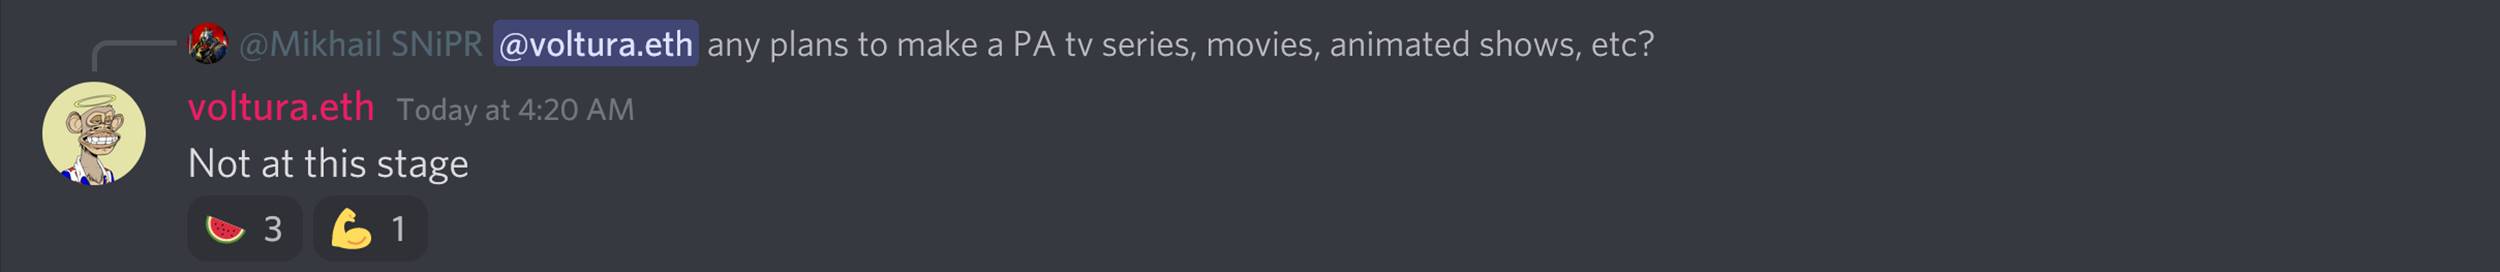 @Mikhail SNiPR @voltura.eth any plans to make a PA tv series, movies, animated shows, etc?
voltura.eth Today at 4:20 AM
Not at this stage
3 1